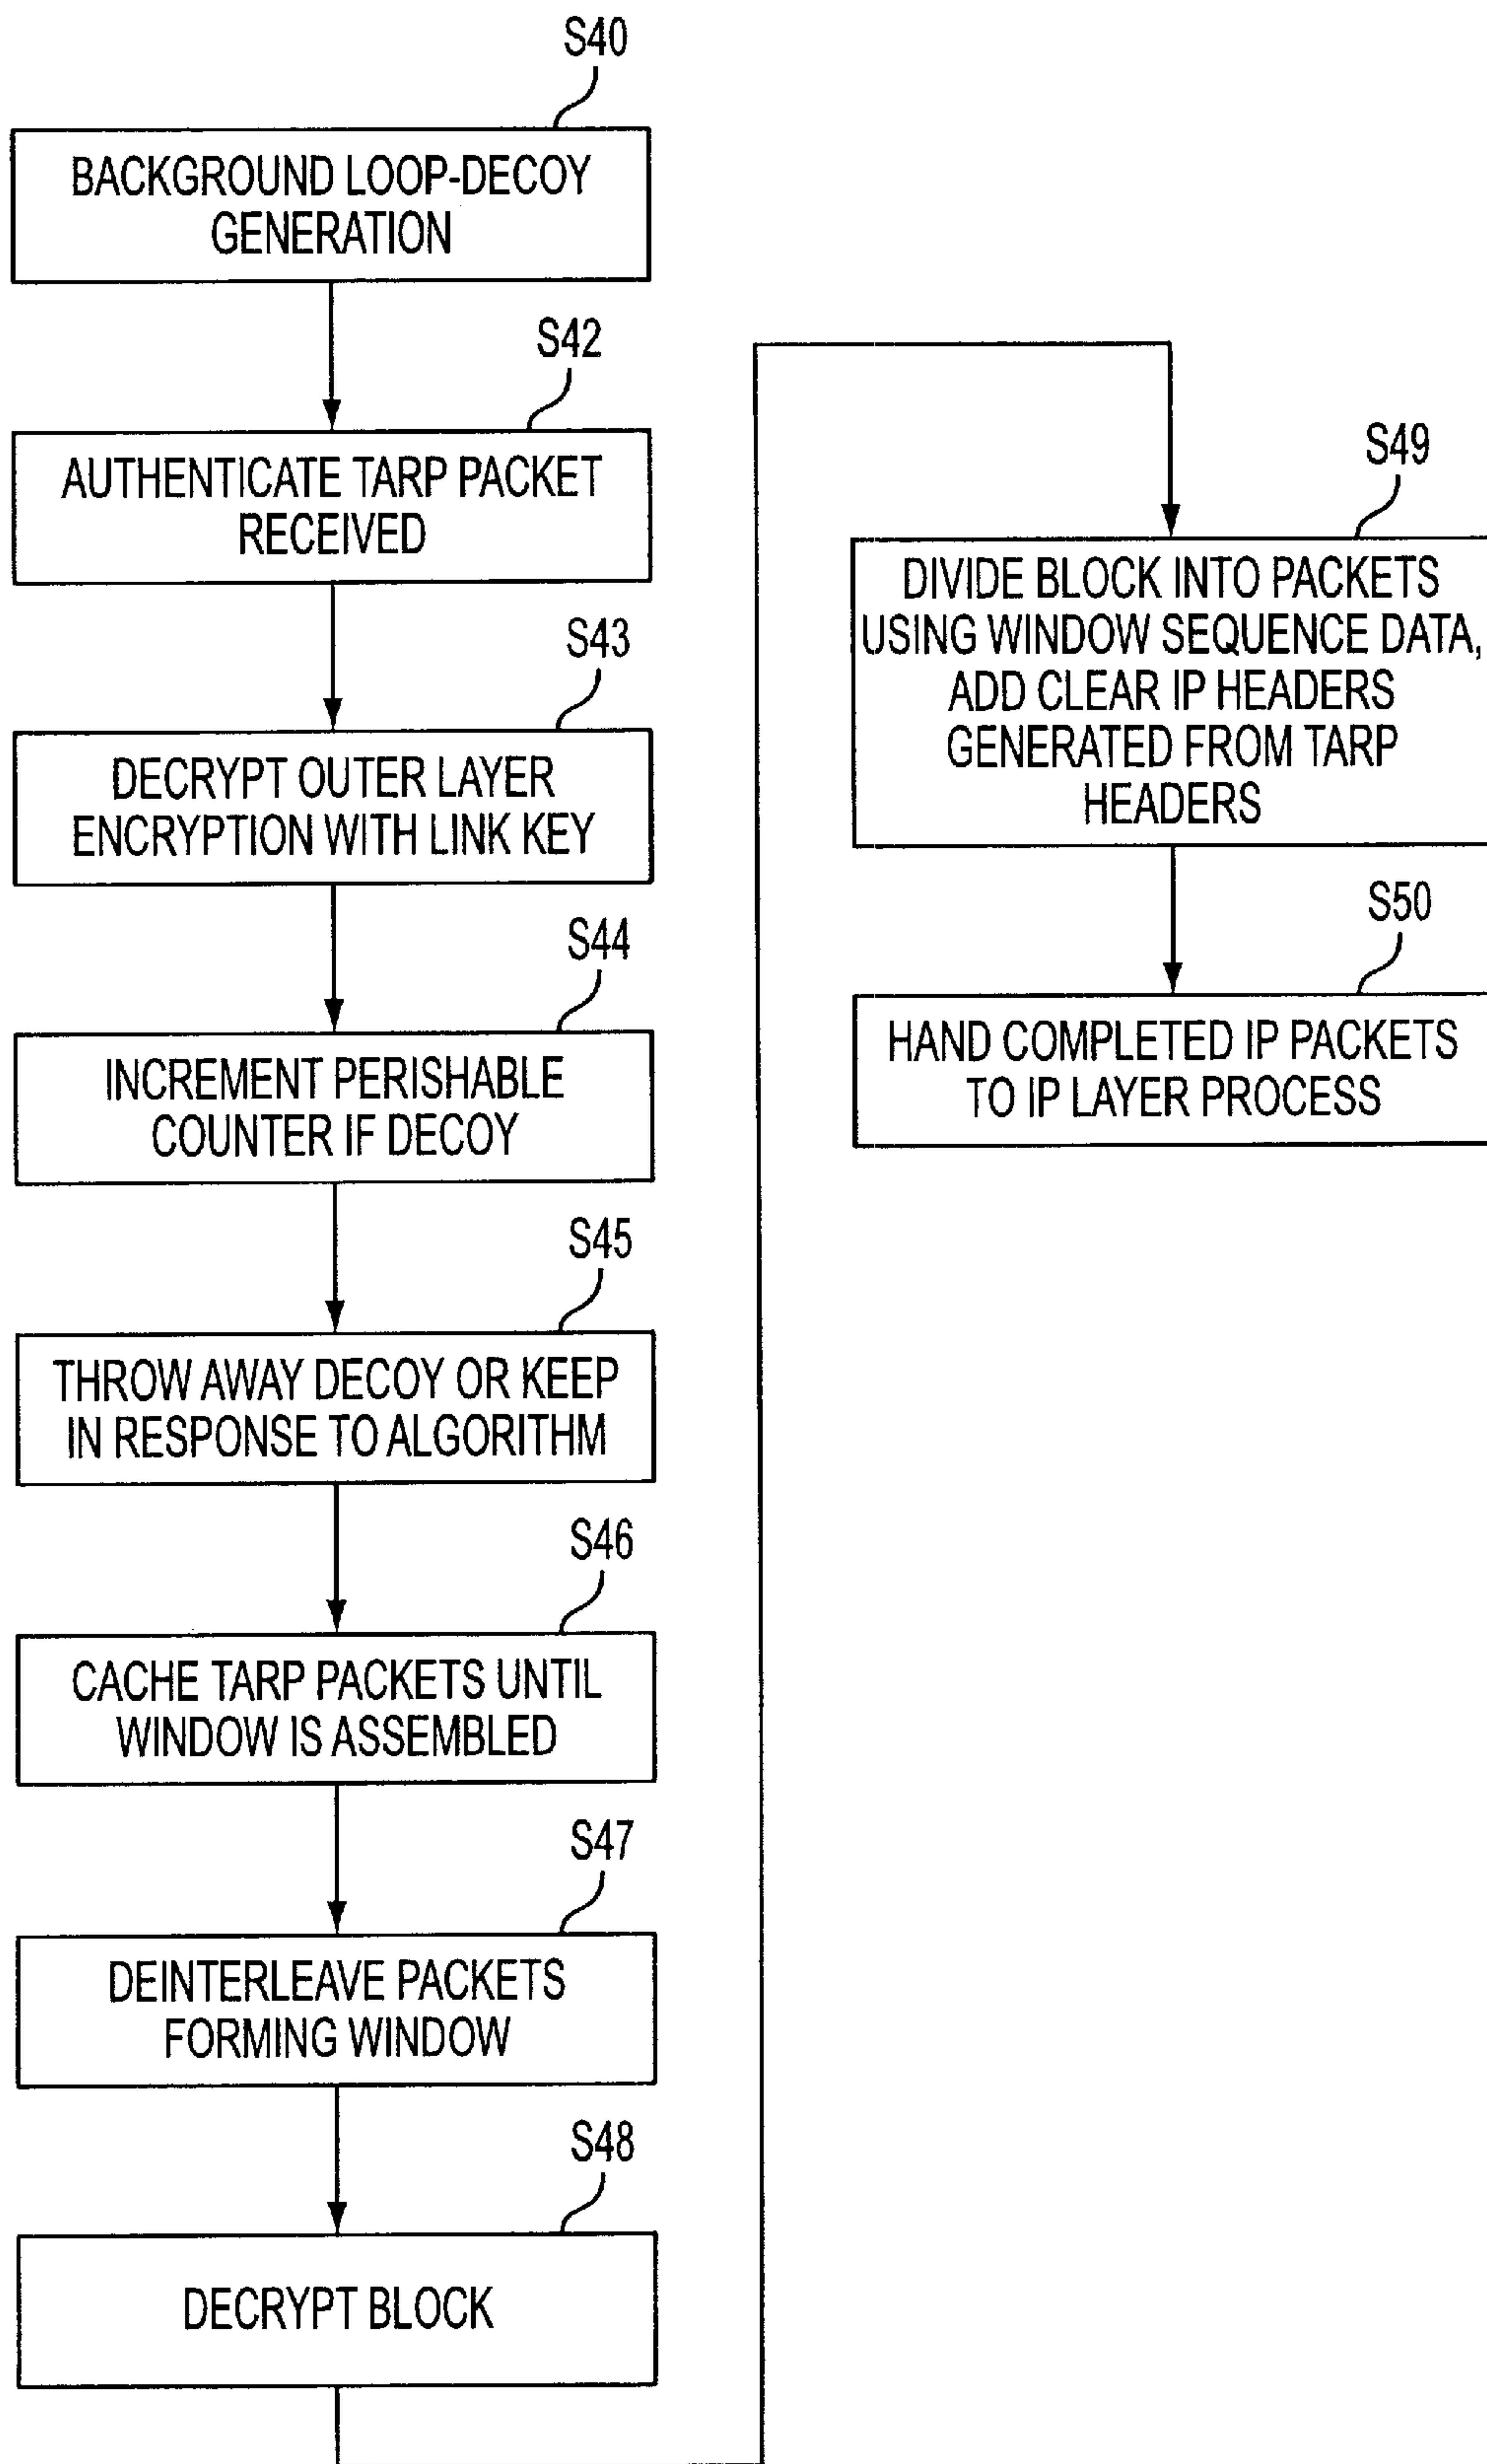 S40
BACKGROUND LOOP-DECOY
GENERATION
S42
AUTHENTICATE TARP PACKET
RECEIVED
S43
DECRYPT OUTER LAYER
ENCRYPTION WITH LINK KEY
S44
INCREMENT PERISHABLE
COUNTER IF DECOY
S45
THROW AWAY DECOY OR KEEP
IN RESPONSE TO ALGORITHM
S46
CACHE TARP PACKETS UNTIL
WINDOW IS ASSEMBLED
S47
DEINTERLEAVE PACKETS
FORMING WINDOW
S48
DECRYPT BLOCK
S49
DIVIDE BLOCK INTO PACKETS
USING WINDOW SEQUENCE DATA,
ADD CLEAR IP HEADERS
GENERATED FROM TARP
HEADERS
S50
HAND COMPLETED IP PACKETS
TO IP LAYER PROCESS